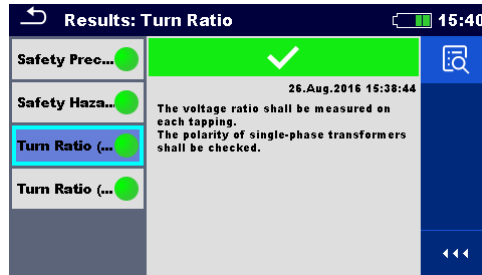 Results: Turn Ratio
15:40
Safety Prec...
Safety Haza...
Turn Ratio (...
Turn Ratio (...
26.Aug.2016 15:38:44
The voltage ratio shall be measured on
each tapping.
The polarity of single-phase transformers
shall be checked.